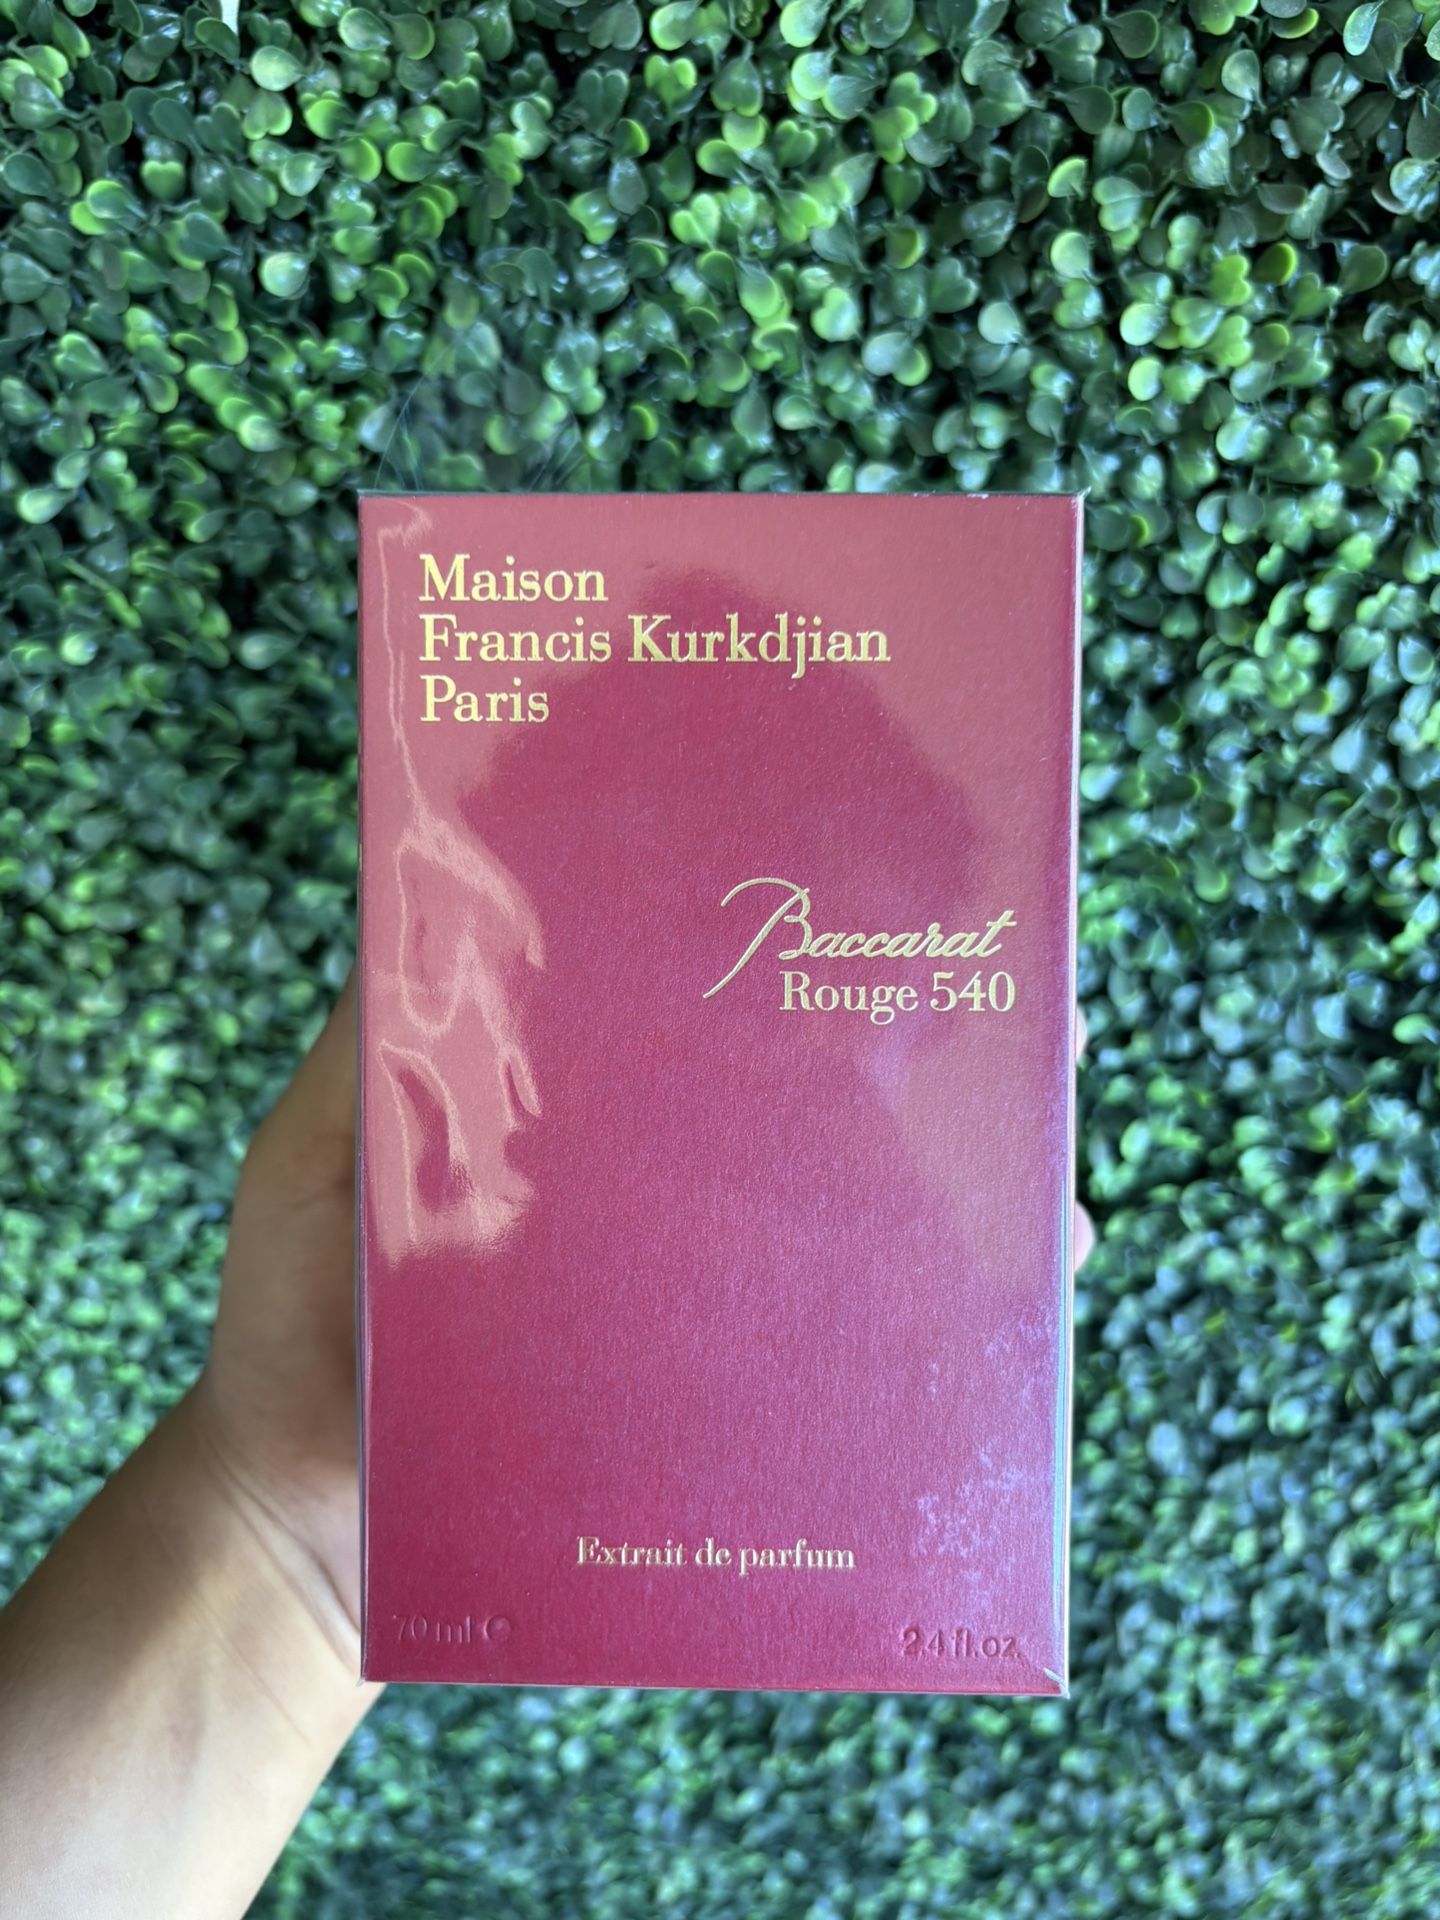 Maison
Francis Kurkdjian
Paris
Baccarat
Rouge 540
Extrait de parfum
70 ml ℮ 2.4 fl.oz.